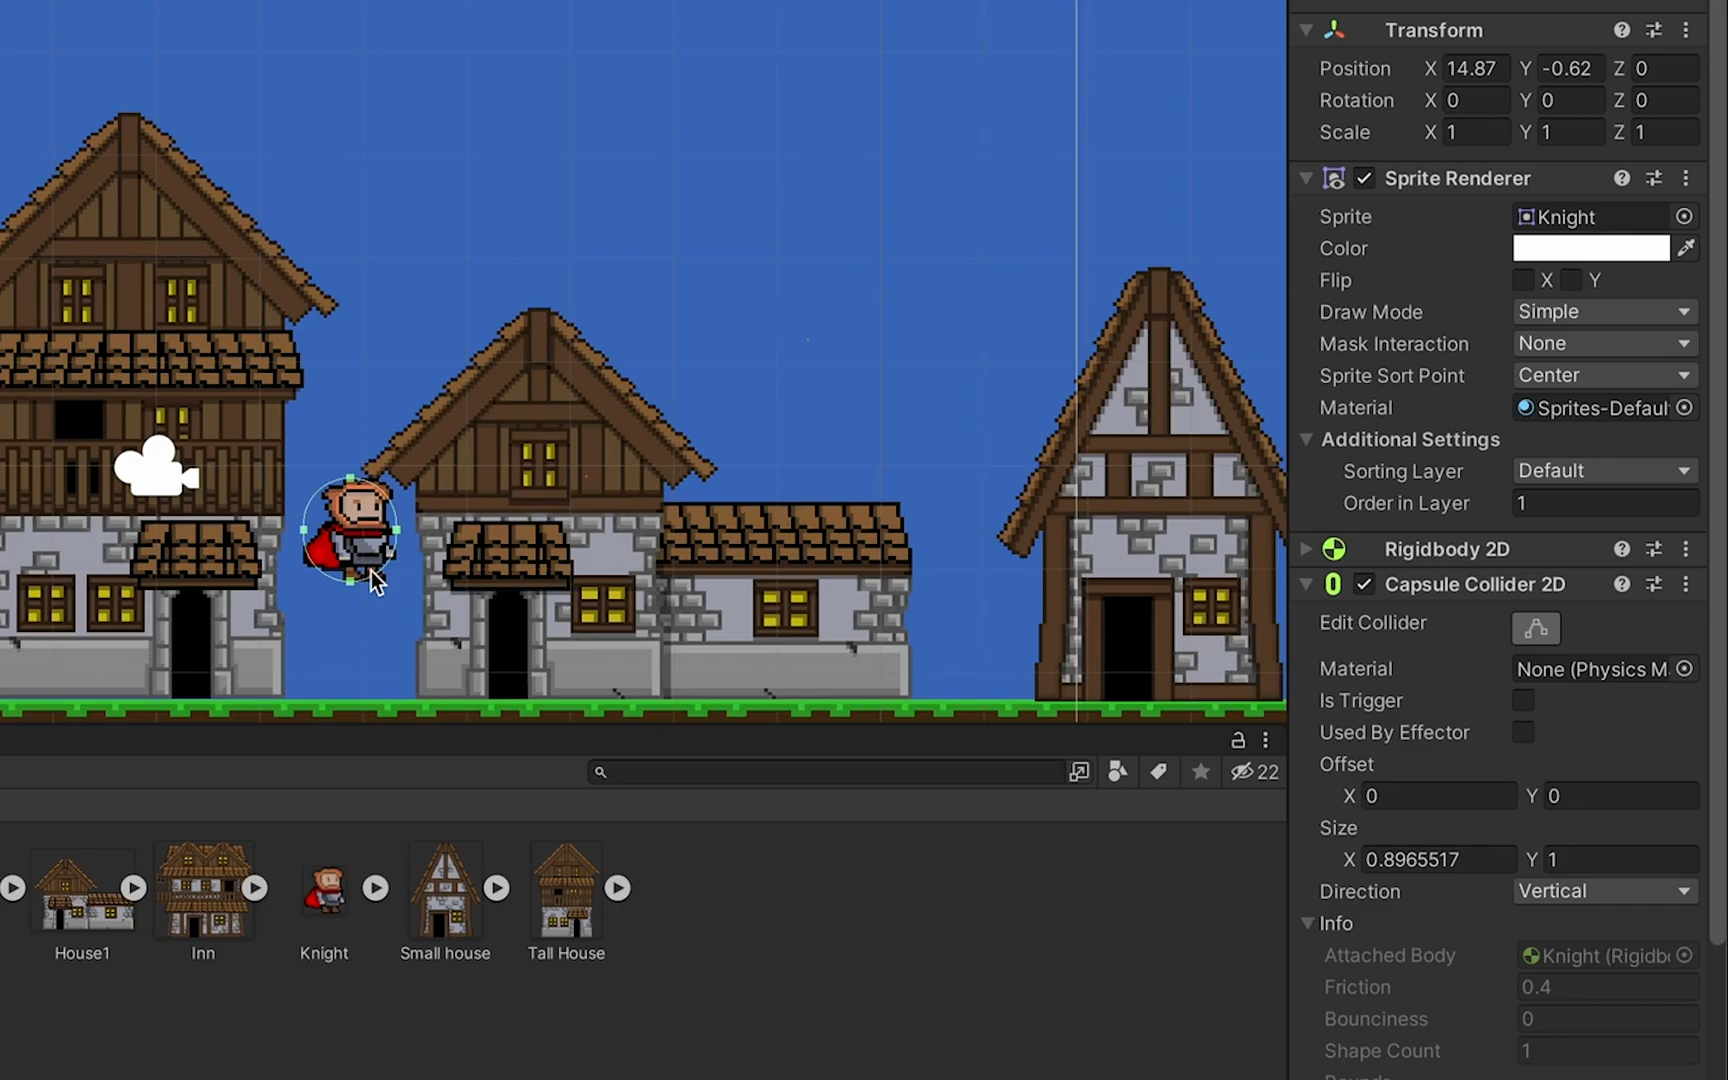 Transform
Position X 14.87 Y -0.62 Z 0
Rotation X 0 Y 0 Z 0
Scale X 1 Y 1 Z 1
Sprite Renderer
Sprite Knight
Color
Flip X Y
Draw Mode Simple
Mask Interaction None
Sprite Sort Point Center
Material Sprites-Defaul
Additional Settings
Sorting Layer Default
Order in Layer 1
Rigidbody 2D
Capsule Collider 2D
Edit Collider
Material None (Physics M
Is Trigger
Used By Effector
Offset
X 0 Y 0
Size
X 0.8965517 Y 1
Direction Vertical
Info
Attached Body Knight (Rigidb
Friction 0.4
Bounciness 0
Shape Count 1
22
House1
Inn
Knight
Small house
Tall House